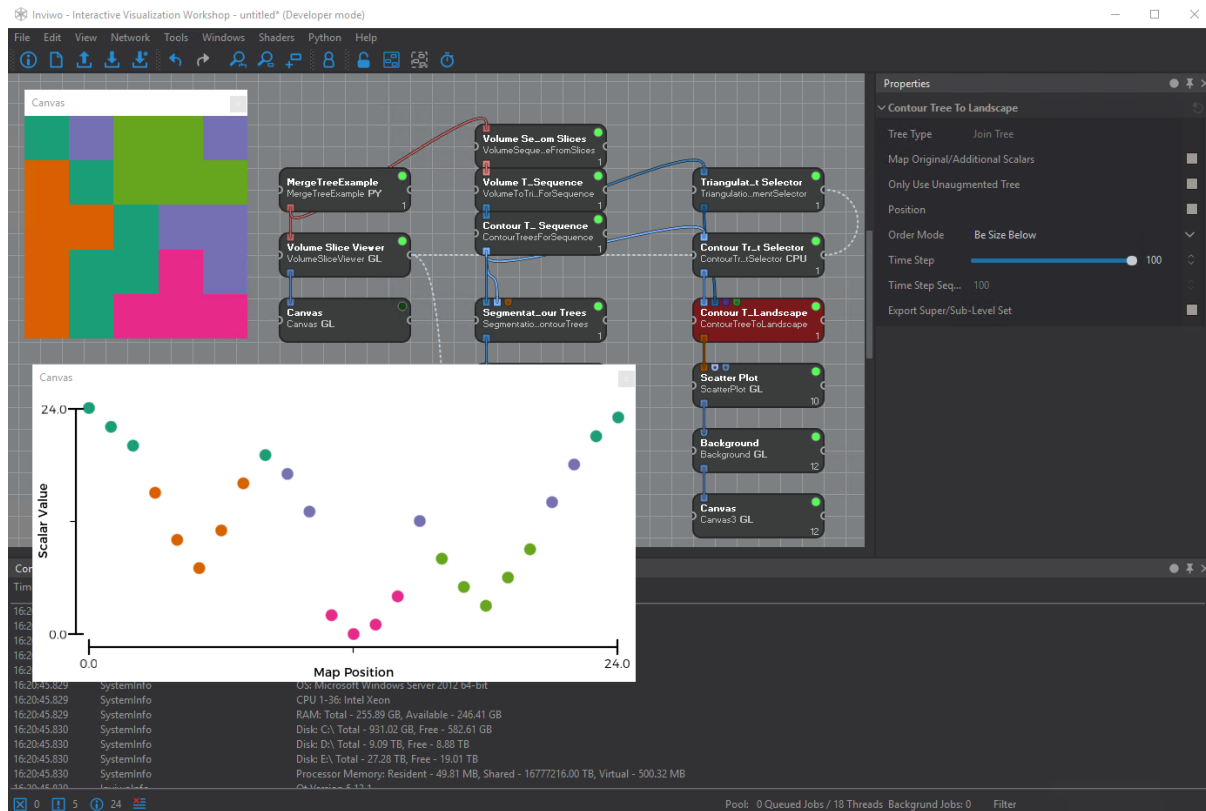 Inviwo - Interactive Visualization Workshop - untitled* (Developer mode)
File Edit View Network Tools Windows Shaders Python Help
Canvas
MergeTreeExample
MergeTreeExample PY
1
Volume Slice Viewer
VolumeSliceViewer GL
1
Canvas
Canvas GL
1
Volume Se...om Slices
VolumeSeque...eFromSlices
1
Volume T...Sequence
VolumeToTri...ForSequence
1
Contour T... Sequence
ContourTreesForSequence
1
Segmentat...our Trees
Segmentatio...ontourTrees
1
Triangulat...t Selector
Triangulatio...mentSelector
1
Contour Tr...t Selector
ContourTr...tSelector CPU
1
Contour T...Landscape
ContourTreeToLandscape
1
Scatter Plot
ScatterPlot GL
10
Background
Background GL
12
Canvas
Canvas3 GL
12
Properties
Contour Tree To Landscape
Tree Type Join Tree
Map Original/Additional Scalars
Only Use Unaugmented Tree
Position
Order Mode Be Size Below
Time Step 100
Time Step Seq... 100
Export Super/Sub-Level Set
Canvas
24.0
Scalar Value
0.0
0.0 24.0
Map Position
16:20:45.829 SystemInfo OS: Microsoft Windows Server 2012 64-bit
16:20:45.829 SystemInfo CPU 1-36: Intel Xeon
16:20:45.829 SystemInfo RAM: Total - 255.89 GB, Available - 246.41 GB
16:20:45.830 SystemInfo Disk: C:\ Total - 931.02 GB, Free - 582.61 GB
16:20:45.830 SystemInfo Disk: D:\ Total - 9.09 TB, Free - 8.88 TB
16:20:45.830 SystemInfo Disk: E:\ Total - 27.28 TB, Free - 19.01 TB
16:20:45.830 SystemInfo Processor Memory: Resident - 49.81 MB, Shared - 16777216.00 TB, Virtual - 500.32 MB
0 5 24 Pool: 0 Queued Jobs / 18 Threads Backgrund Jobs: 0 Filter